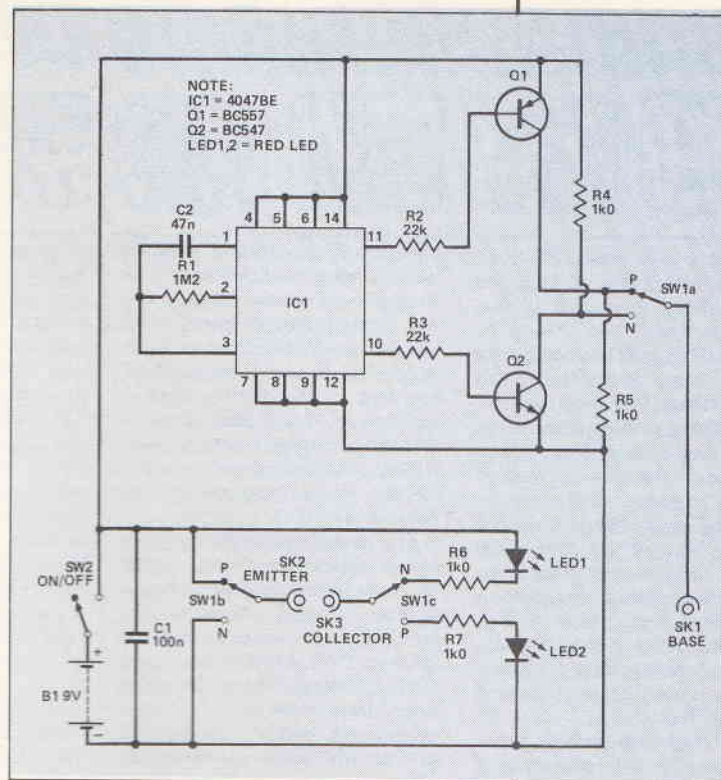 NOTE:
IC1 = 4047BE
Q1 = BC557
Q2 = BC547
LED1,2 = RED LED
Q1
C2
47n
R1
1M2
4
5
6
14
1
2
3
IC1
11
10
7
8
9
12
R2
22k
R3
22k
Q2
R4
1k0
P
SW1a
N
R5
1k0
SW2
ON/OFF
C1
100n
B1 9V
+
–
P
SW1b
N
SK2
EMITTER
SK3
COLLECTOR
N
SW1c
P
R6
1k0
LED1
R7
1k0
LED2
SK1
BASE